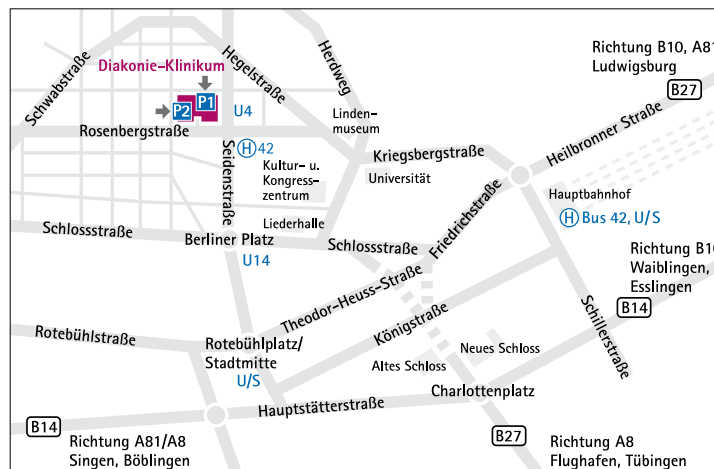 Schwabstraße
Diakonie-Klinikum
Hegelstraße
Herdweg
Richtung B10, A81
Ludwigsburg
B27
P2
P1
U4
Rosenbergstraße
Linden-
museum
Heilbronner Straße
Seidenstraße
H 42
Kultur- u.
Kongress-
zentrum
Kriegsbergstraße
Universität
Hauptbahnhof
H Bus 42, U/S
Liederhalle
Schlossstraße
Berliner Platz
Schlossstraße
Friedrichstraße
U14
Richtung B10
Waiblingen,
Esslingen
B14
Theodor-Heuss-Straße
Königstraße
Schillerstraße
Rotebühlstraße
Rotebühlplatz/
Stadtmitte
U/S
Altes Schloss
Neues Schloss
Charlottenplatz
Hauptstätterstraße
B14
Richtung A81/A8
Singen, Böblingen
B27
Richtung A8
Flughafen, Tübingen